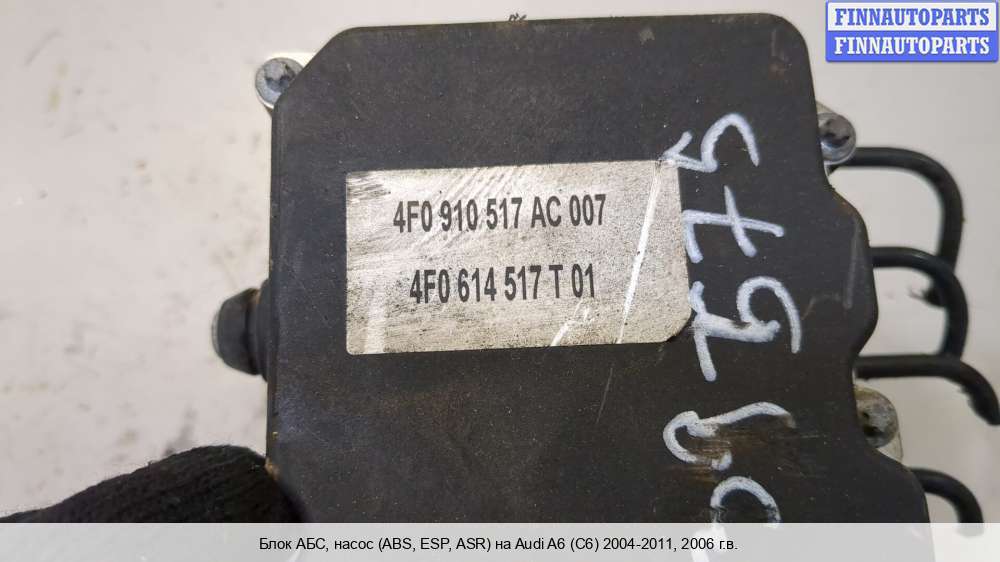 FINNAUTOPARTS
FINNAUTOPARTS
4F0 910 517 AC 007
4F0 614 517 T 01
Блок АБС, насос (ABS, ESP, ASR) на Audi A6 (C6) 2004-2011, 2006 г.в.